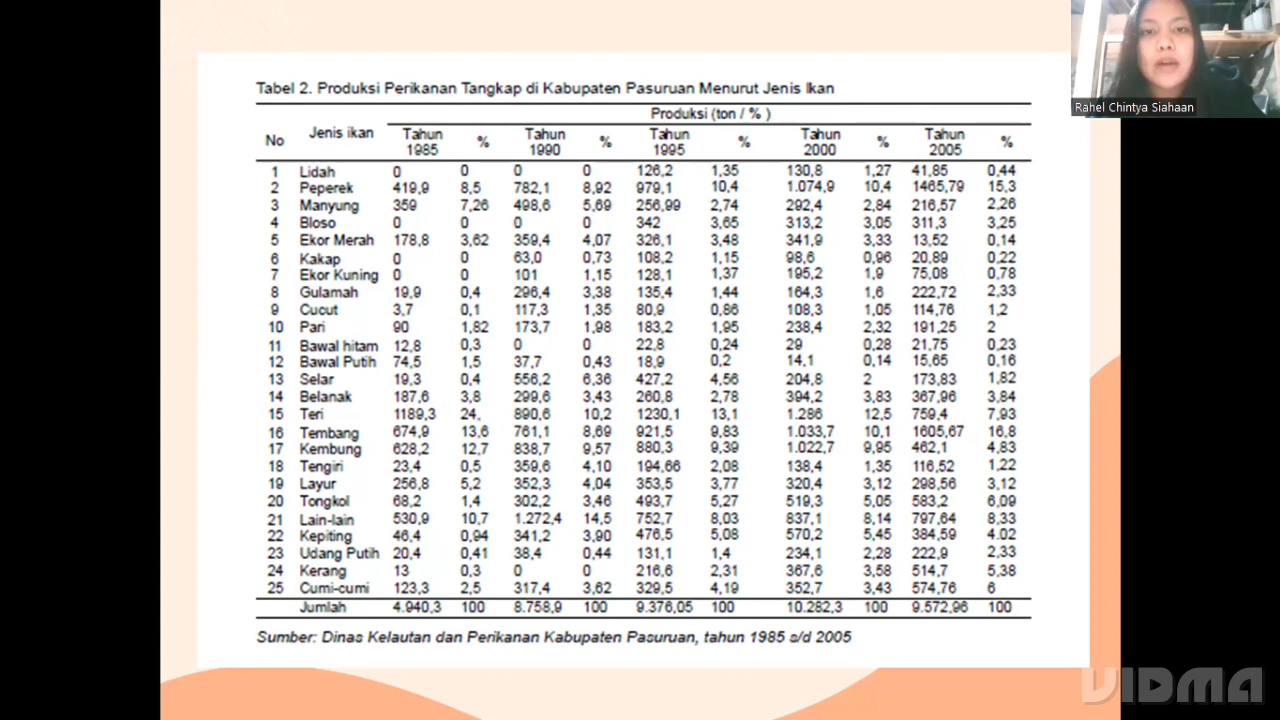 Tabel 2. Produksi Perikanan Tangkap di Kabupaten Pasuruan Menurut Jenis Ikan
Produksi (ton / % )
No Jenis ikan Tahun 1985 % Tahun 1990 % Tahun 1995 % Tahun 2000 % Tahun 2005 %
1 Lidah 0 0 0 0 126,2 1,35 130,8 1,27 41,85 0,44
2 Peperek 419,9 8,5 782,1 8,92 979,1 10,4 1.074,9 10,4 1465,79 15,3
3 Manyung 359 7,26 498,6 5,69 256,99 2,74 292,4 2,84 216,57 2,26
4 Bloso 0 0 0 0 342 3,65 313,2 3,05 311,3 3,25
5 Ekor Merah 178,8 3,62 359,4 4,07 326,1 3,48 341,9 3,33 13,52 0,14
6 Kakap 0 0 63,0 0,73 108,2 1,15 98,6 0,96 20,89 0,22
7 Ekor Kuning 0 0 101 1,15 128,1 1,37 195,2 1,9 75,08 0,78
8 Gulamah 19,9 0,4 296,4 3,38 135,4 1,44 164,3 1,6 222,72 2,33
9 Cucut 3,7 0,1 117,3 1,35 80,9 0,86 108,3 1,05 114,76 1,2
10 Pari 90 1,82 173,7 1,98 183,2 1,95 238,4 2,32 191,25 2
11 Bawal hitam 12,8 0,3 0 0 22,8 0,24 29 0,28 21,75 0,23
12 Bawal Putih 74,5 1,5 37,7 0,43 18,9 0,2 14,1 0,14 15,65 0,16
13 Selar 19,3 0,4 556,2 6,36 427,2 4,56 204,8 2 173,83 1,82
14 Belanak 187,6 3,8 299,6 3,43 260,8 2,78 394,2 3,83 367,96 3,84
15 Teri 1189,3 24, 890,6 10,2 1230,1 13,1 1.286 12,5 759,4 7,93
16 Tembang 674,9 13,6 761,1 8,69 921,5 9,83 1.033,7 10,1 1605,67 16,8
17 Kembung 628,2 12,7 838,7 9,57 880,3 9,39 1.022,7 9,95 462,1 4,83
18 Tengiri 23,4 0,5 359,6 4,10 194,66 2,08 138,4 1,35 116,52 1,22
19 Layur 256,8 5,2 352,3 4,04 353,5 3,77 320,4 3,12 298,56 3,12
20 Tongkol 68,2 1,4 302,2 3,46 493,7 5,27 519,3 5,05 583,2 6,09
21 Lain-lain 530,9 10,7 1.272,4 14,5 752,7 8,03 837,1 8,14 797,64 8,33
22 Kepiting 46,4 0,94 341,2 3,90 476,5 5,08 570,2 5,45 384,59 4.02
23 Udang Putih 20,4 0,41 38,4 0,44 131,1 1,4 234,1 2,28 222,9 2,33
24 Kerang 13 0,3 0 0 216,6 2,31 367,6 3,58 514,7 5,38
25 Cumi-cumi 123,3 2,5 317,4 3,62 329,5 4,19 352,7 3,43 574,76 6
Jumlah 4.940,3 100 8.758,9 100 9.376,05 100 10.282,3 100 9.572,96 100
Sumber: Dinas Kelautan dan Perikanan Kabupaten Pasuruan, tahun 1985 s/d 2005
Rahel Chintya Siahaan
VIDMA